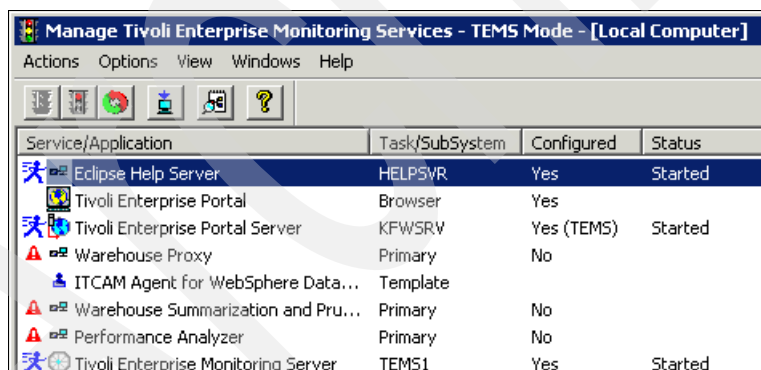 Manage Tivoli Enterprise Monitoring Services - TEMS Mode - [Local Computer]
Actions Options View Windows Help
Service/Application Task/SubSystem Configured Status
Eclipse Help Server HELPSVR Yes Started
Tivoli Enterprise Portal Browser Yes
Tivoli Enterprise Portal Server KFWSRV Yes (TEMS) Started
Warehouse Proxy Primary No
ITCAM Agent for WebSphere Data... Template
Warehouse Summarization and Pru... Primary No
Performance Analyzer Primary No
Tivoli Enterprise Monitoring Server TEMS1 Yes Started